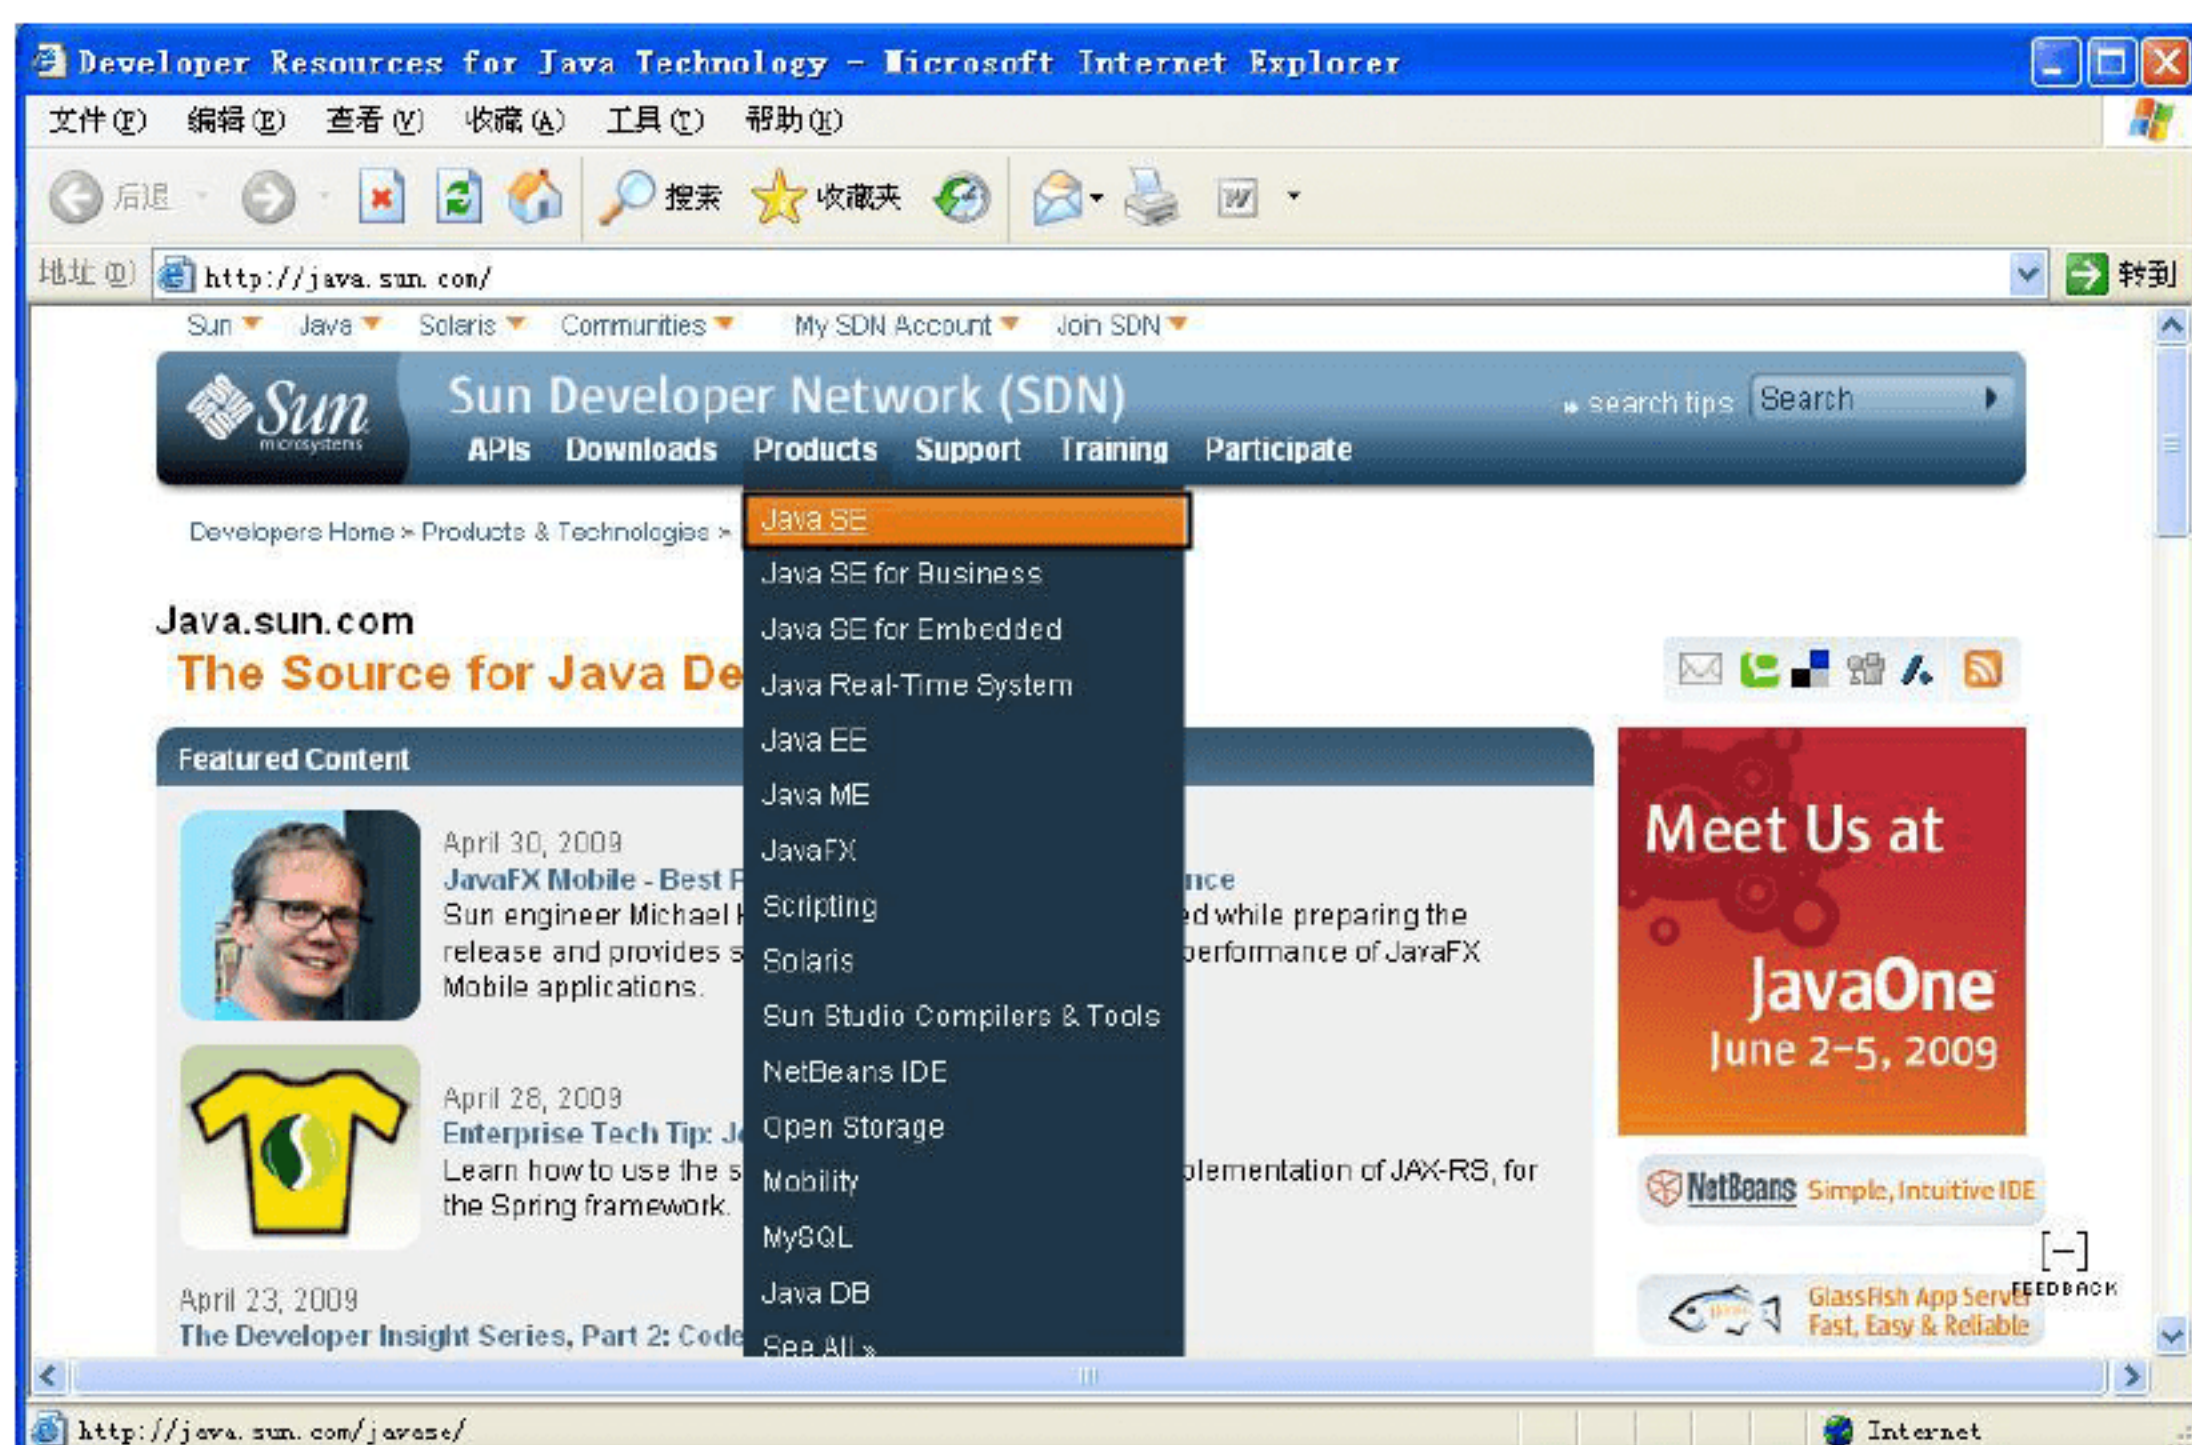 Developer Resources for Java Technology - Microsoft Internet Explorer
文件(F) 编辑(E) 查看(V) 收藏(A) 工具(T) 帮助(H)
后退 搜索 收藏夹
地址(D) http://java.sun.com/ 转到
Sun Java Solaris Communities My SDN Account Join SDN
Sun microsystems
Sun Developer Network (SDN)
» search tips Search
APIs Downloads Products Support Training Participate
Developers Home > Products & Technologies >
Java SE
Java SE for Business
Java SE for Embedded
Java Real-Time System
Java EE
Java ME
JavaFX
Scripting
Solaris
Sun Studio Compilers & Tools
NetBeans IDE
Open Storage
Mobility
MySQL
Java DB
See All »
Java.sun.com
The Source for Java De
Featured Content
April 30, 2009
JavaFX Mobile - Best P nce
Sun engineer Michael ed while preparing the
release and provides s performance of JavaFX
Mobile applications.
April 28, 2009
Enterprise Tech Tip: Je
Learn how to use the s plementation of JAX-RS, for
the Spring framework.
April 23, 2009
The Developer Insight Series, Part 2: Code
Meet Us at
JavaOne
June 2-5, 2009
NetBeans Simple, Intuitive IDE
[-]
FEEDBACK
GlassFish App Server
Fast, Easy & Reliable
http://java.sun.com/javase/ Internet